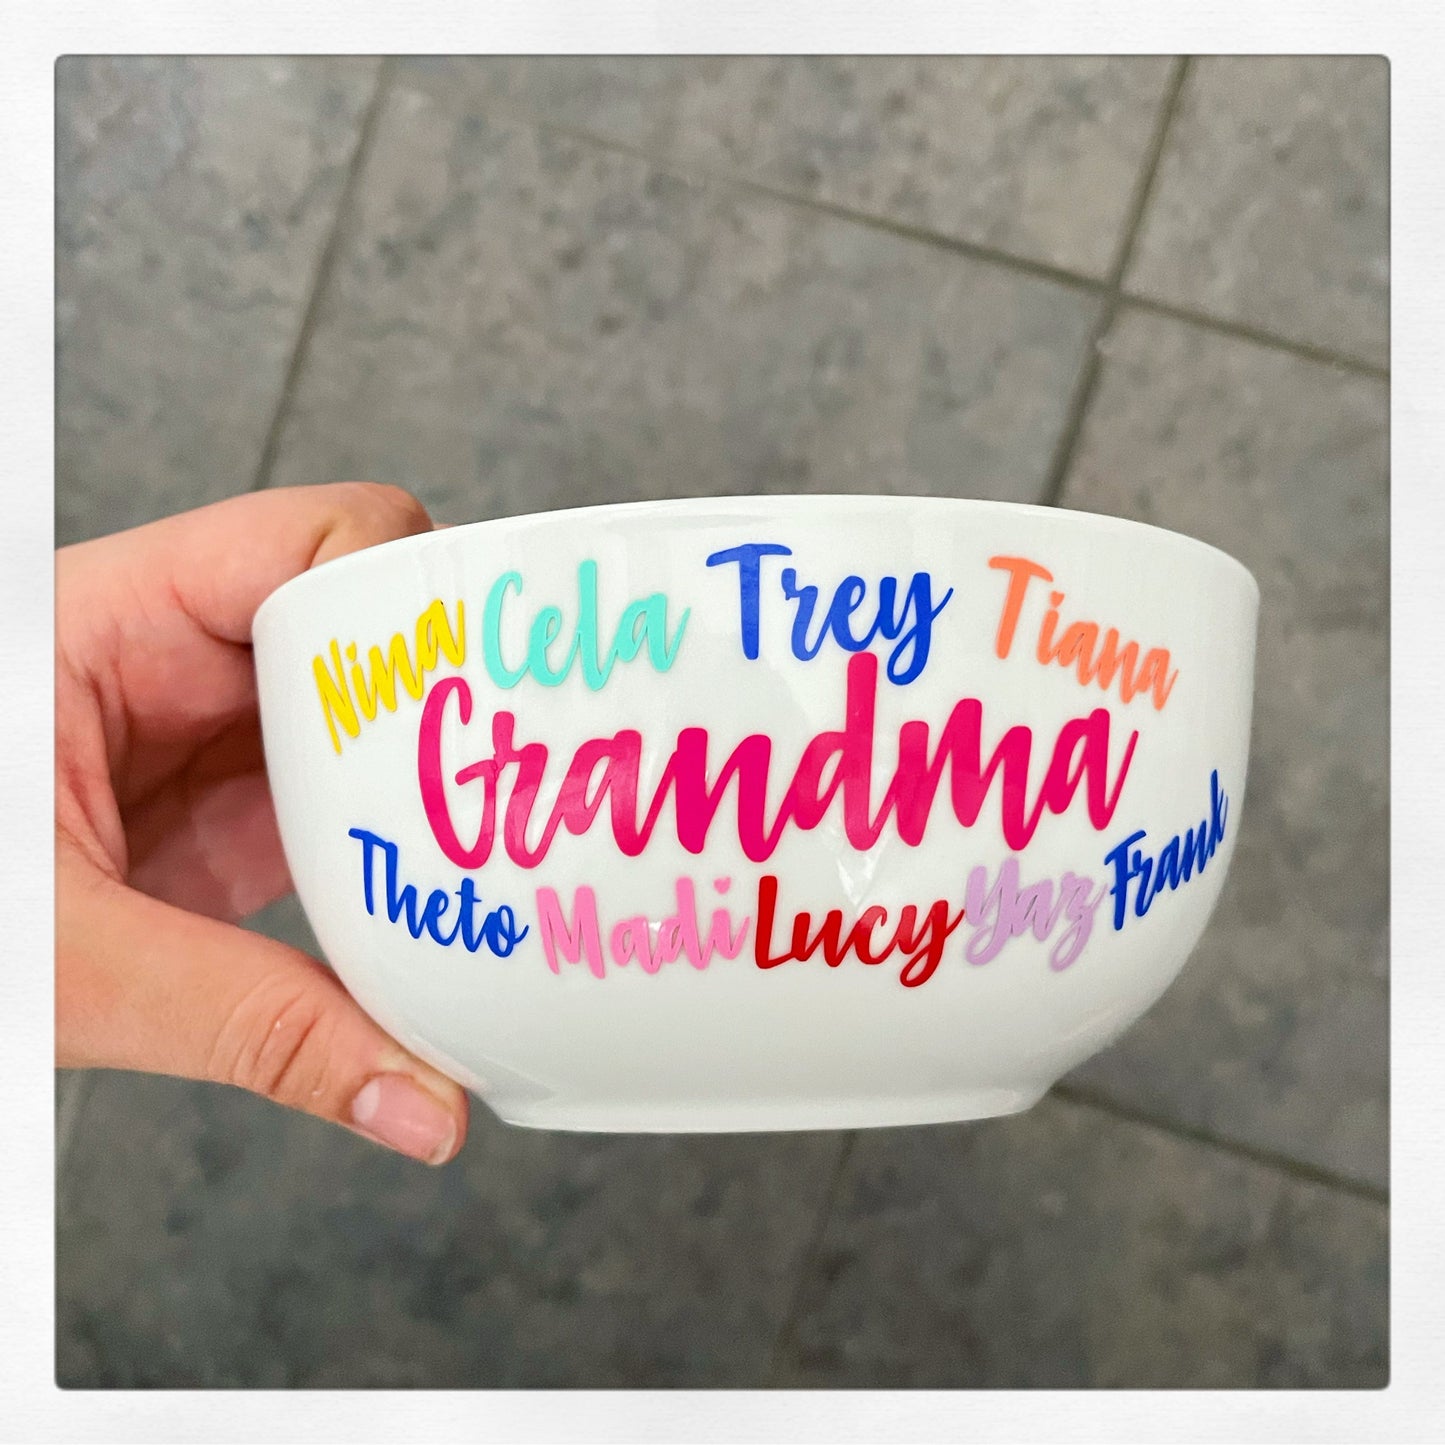 Nina Cela Trey Tiana
Grandma
Theto Madi Lucy Yaz Frank